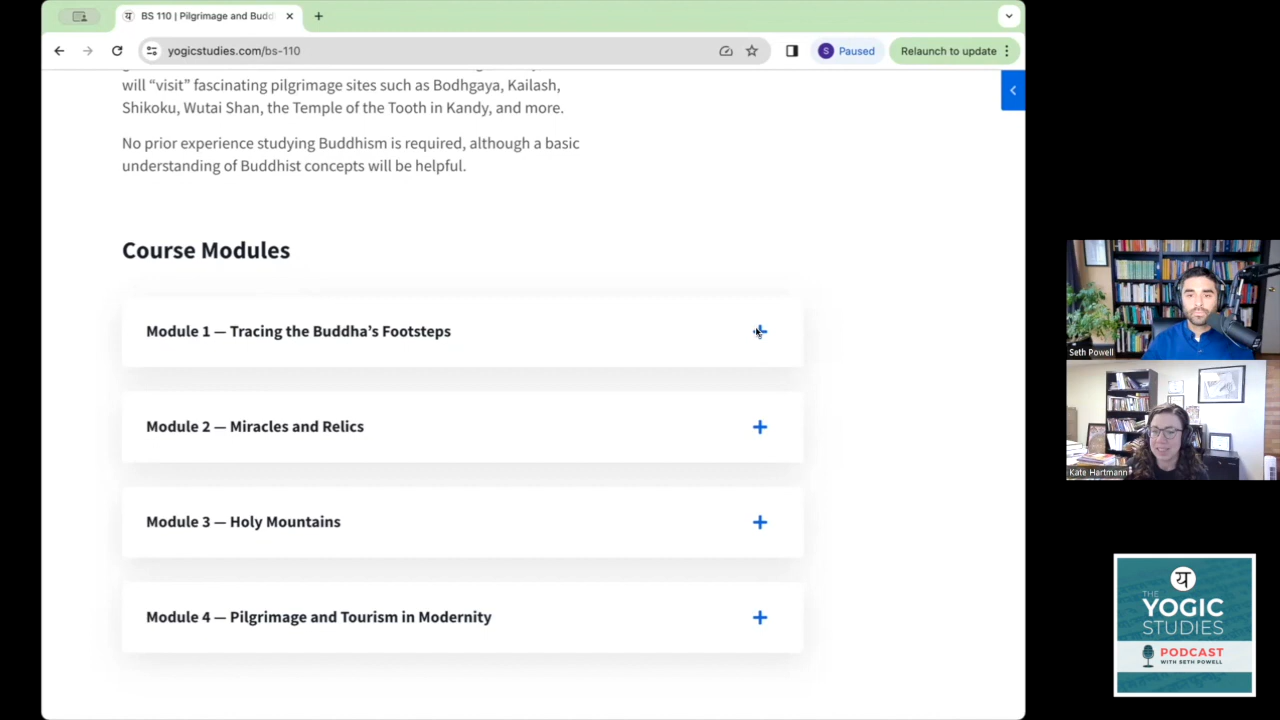 BS 110 | Pilgrimage and Budd
yogicstudies.com/bs-110
S
Paused
Relaunch to update
will “visit” fascinating pilgrimage sites such as Bodhgaya, Kailash,
Shikoku, Wutai Shan, the Temple of the Tooth in Kandy, and more.
No prior experience studying Buddhism is required, although a basic
understanding of Buddhist concepts will be helpful.
Course Modules
Module 1 — Tracing the Buddha’s Footsteps
Module 2 — Miracles and Relics
Module 3 — Holy Mountains
Module 4 — Pilgrimage and Tourism in Modernity
Seth Powell
Kate Hartmann
य
THE
YOGIC
STUDIES
PODCAST
WITH SETH POWELL